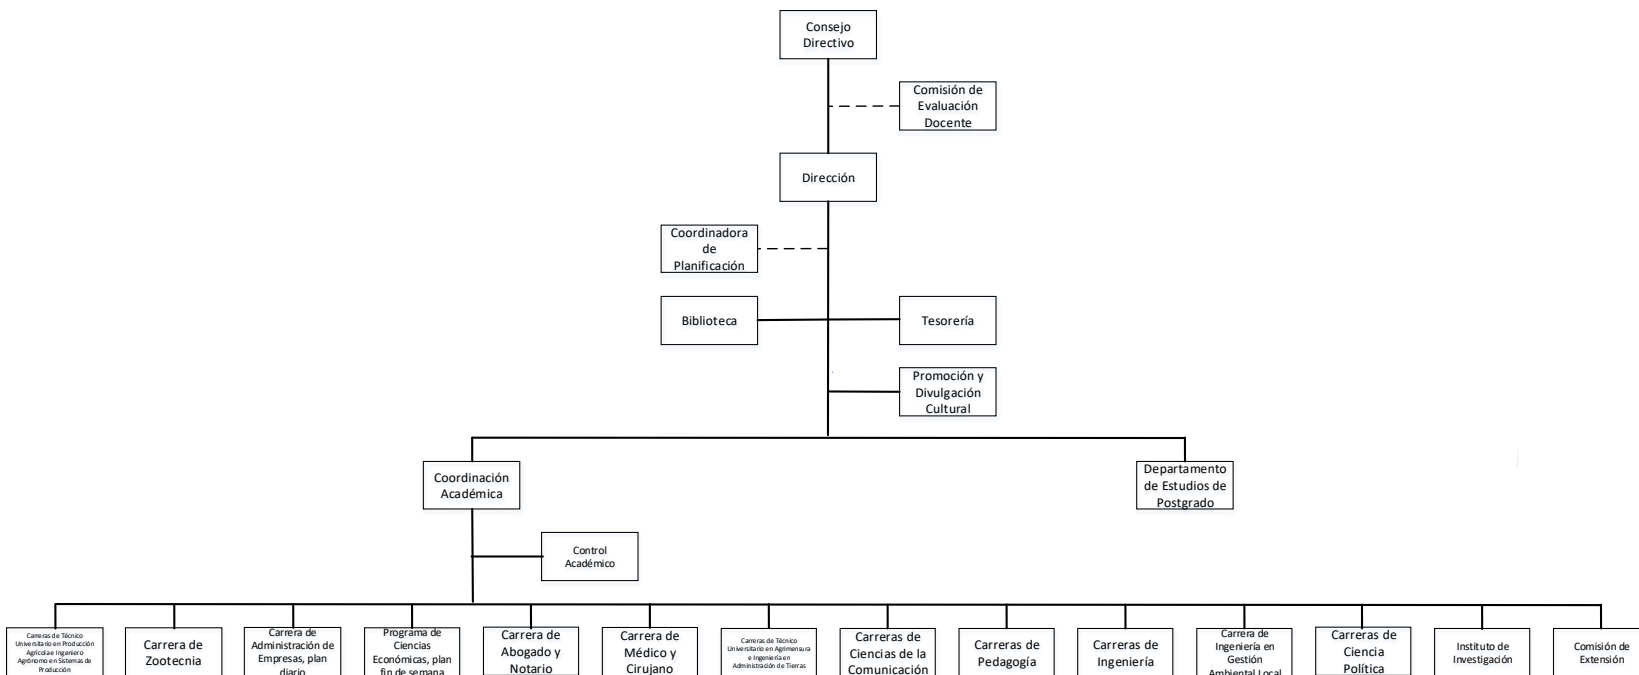 Consejo
Directivo
Comisión de
Evaluación
Docente
Dirección
Coordinadora
de
Planificación
Biblioteca
Tesorería
Promoción y
Divulgación
Cultural
Coordinación
Académica
Departamento
de Estudios de
Postgrado
Control
Académico
Carreras de Técnico
Universitario en Producción
Agrícola e Ingeniero
Agrónomo en Sistemas de
Producción
Carrera de
Zootecnia
Carrera de
Administración de
Empresas, plan
diario
Programa de
Ciencias
Económicas, plan
fin de semana
Carrera de
Abogado y
Notario
Carrera de
Médico y
Cirujano
Carreras de Técnico
Universitario en Agrimensura
e Ingeniería en
Administración de Tierras
Carreras de
Ciencias de la
Comunicación
Carreras de
Pedagogía
Carreras de
Ingeniería
Carrera de
Ingeniería en
Gestión
Ambiental Local
Carreras de
Ciencia
Política
Instituto de
Investigación
Comisión de
Extensión